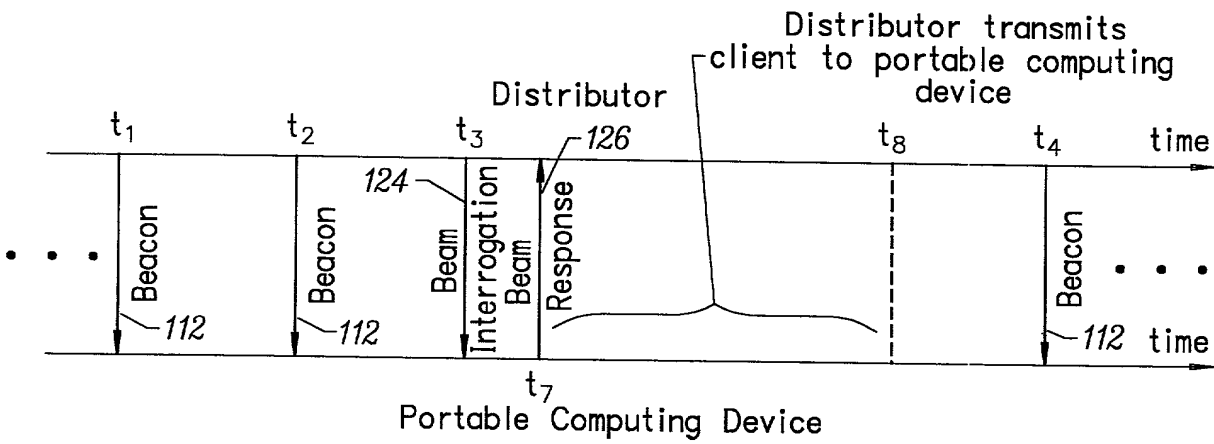 Distributor transmits
client to portable computing
device
Distributor
t1 t2 t3 126 t8 t4 time
124
Beacon
112
Beacon
112
Beam
Interrogation
Beam
Response
Beacon
112
time
t7
Portable Computing Device